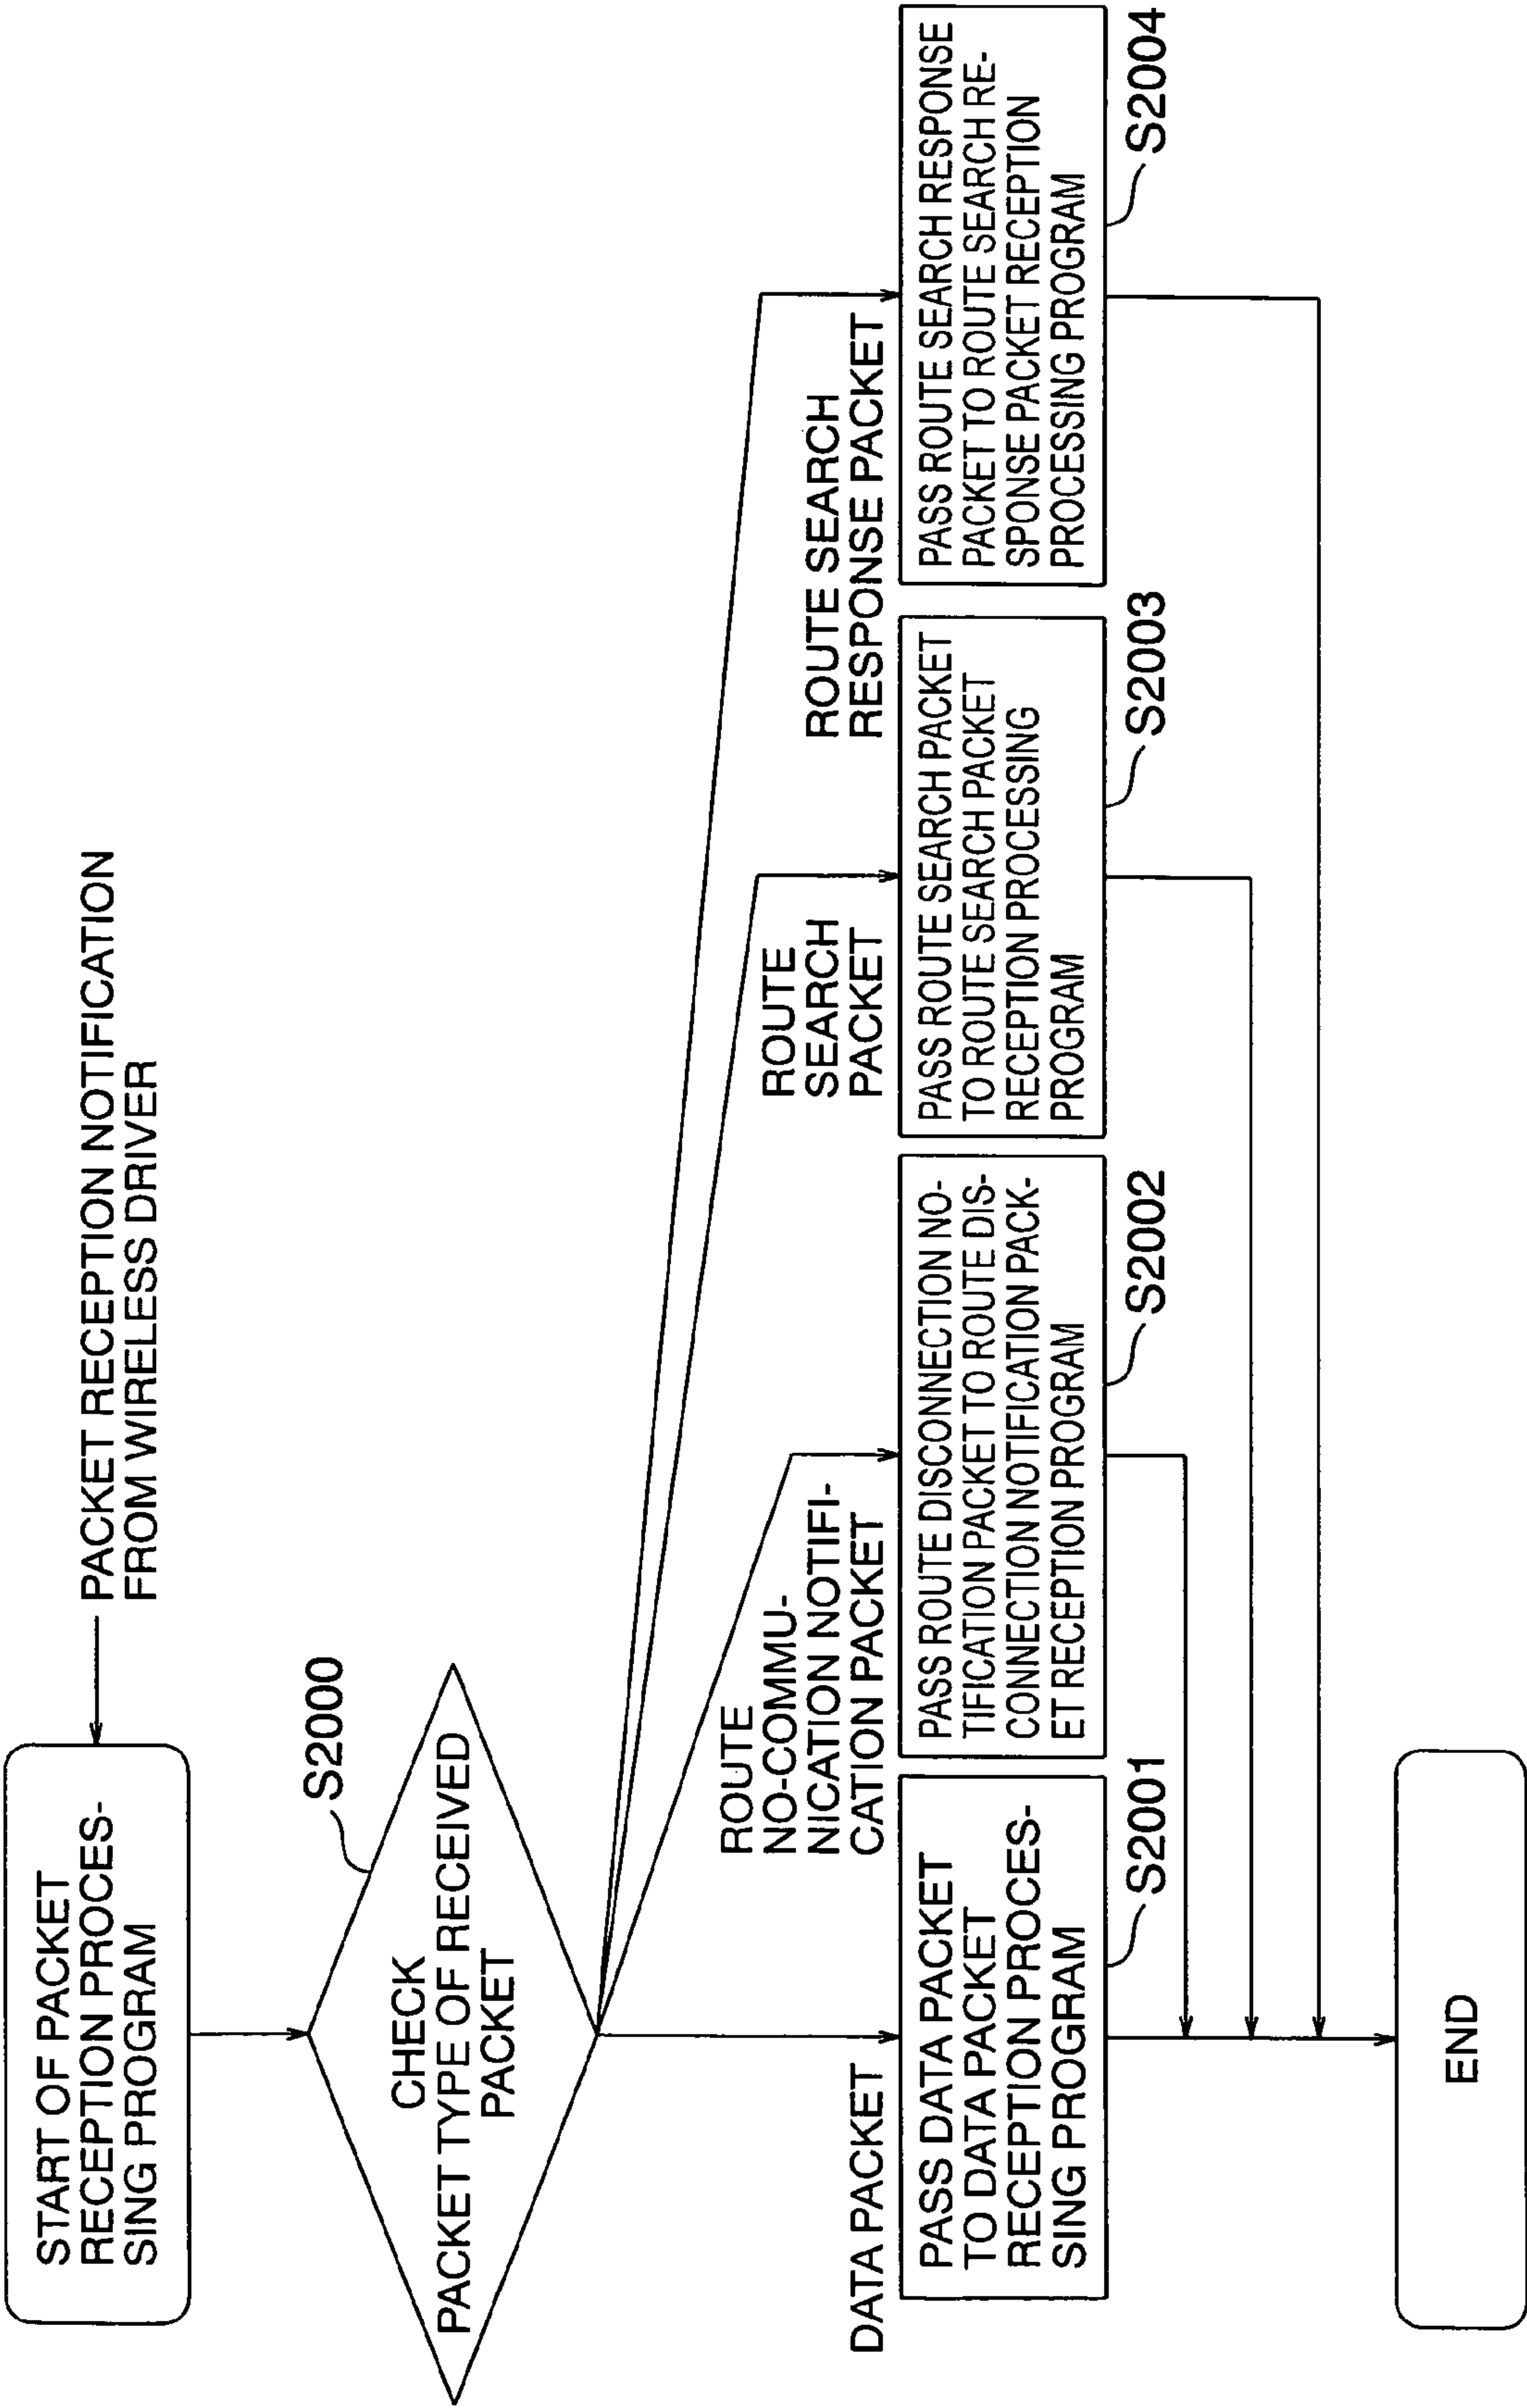 START OF PACKET
RECEPTION PROCES-
SING PROGRAM
PACKET RECEPTION NOTIFICATION
FROM WIRELESS DRIVER
S2000
CHECK
PACKET TYPE OF RECEIVED
PACKET
DATA PACKET
ROUTE
NO-COMMU-
NICATION NOTIFI-
CATION PACKET
ROUTE
SEARCH
PACKET
ROUTE SEARCH
RESPONSE PACKET
PASS DATA PACKET
TO DATA PACKET
RECEPTION PROCES-
SING PROGRAM
S2001
PASS ROUTE DISCONNECTION NO-
TIFICATION PACKET TO ROUTE DIS-
CONNECTION NOTIFICATION PACK-
ET RECEPTION PROGRAM
S2002
PASS ROUTE SEARCH PACKET
TO ROUTE SEARCH PACKET
RECEPTION PROCESSING
PROGRAM
S2003
PASS ROUTE SEARCH RESPONSE
PACKET TO ROUTE SEARCH RE-
SPONSE PACKET RECEPTION
PROCESSING PROGRAM
S2004
END